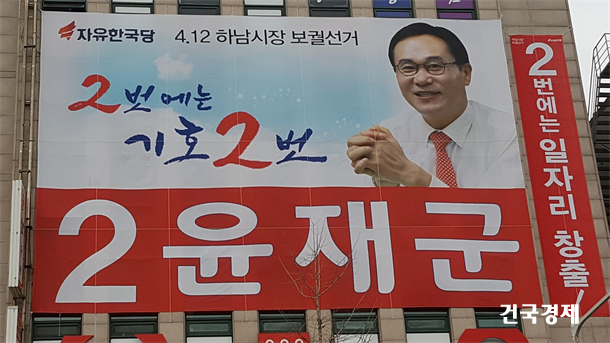 자유한국당 4.12 하남시장 보궐선거
2번에는
기호2번
2윤재군
2번에는 일자리 창출
건국경제